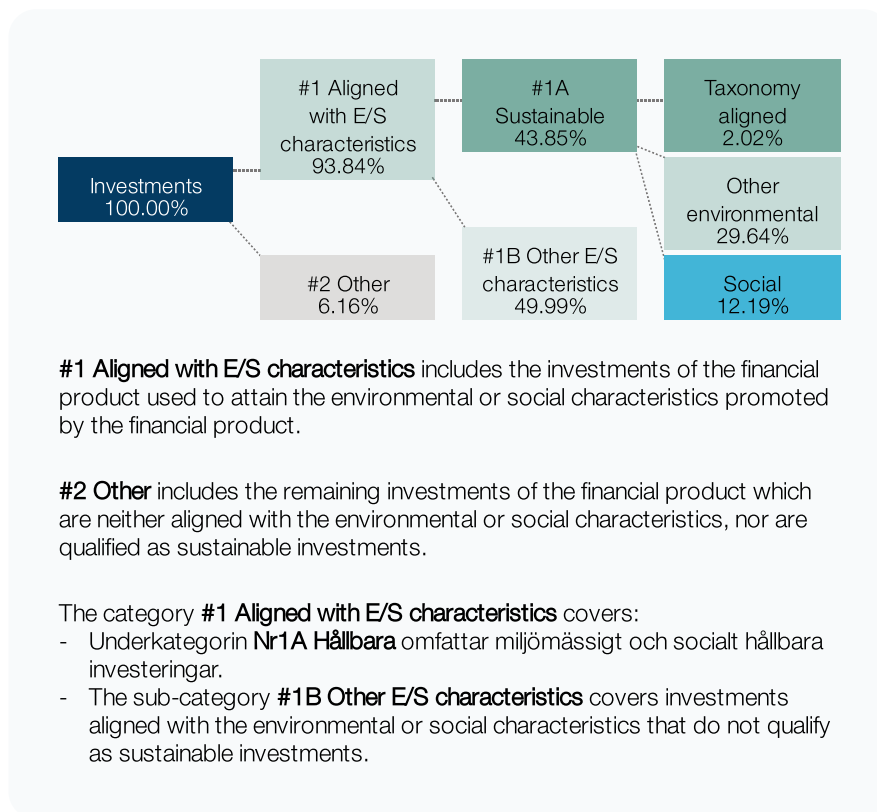 #1 Aligned
with E/S
characteristics
93.84%
#1A
Sustainable
43.85%
Taxonomy
aligned
2.02%
Investments
100.00%
Other
environmental
29.64%
#2 Other
6.16%
#1B Other E/S
characteristics
49.99%
Social
12.19%
#1 Aligned with E/S characteristics includes the investments of the financial
product used to attain the environmental or social characteristics promoted
by the financial product.
#2 Other includes the remaining investments of the financial product which
are neither aligned with the environmental or social characteristics, nor are
qualified as sustainable investments.
The category #1 Aligned with E/S characteristics covers:
- Underkategorin Nr1A Hållbara omfattar miljömässigt och socialt hållbara
investeringar.
- The sub-category #1B Other E/S characteristics covers investments
aligned with the environmental or social characteristics that do not qualify
as sustainable investments.